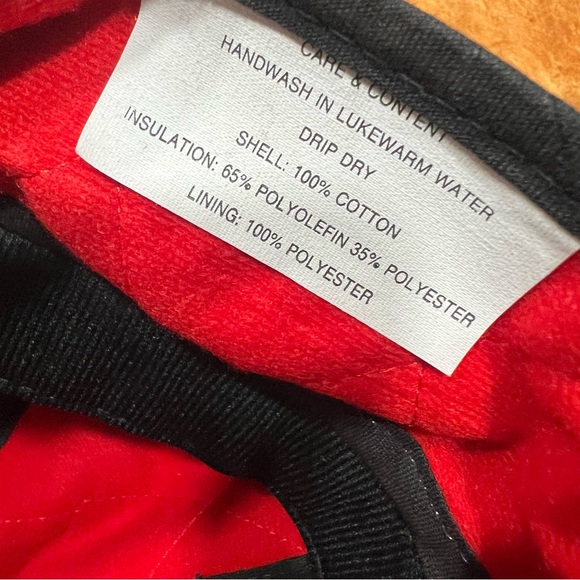 CARE & CONTENT
HANDWASH IN LUKEWARM WATER
DRIP DRY
SHELL: 100% COTTON
INSULATION: 65% POLYOLEFIN 35% POLYESTER
LINING: 100% POLYESTER